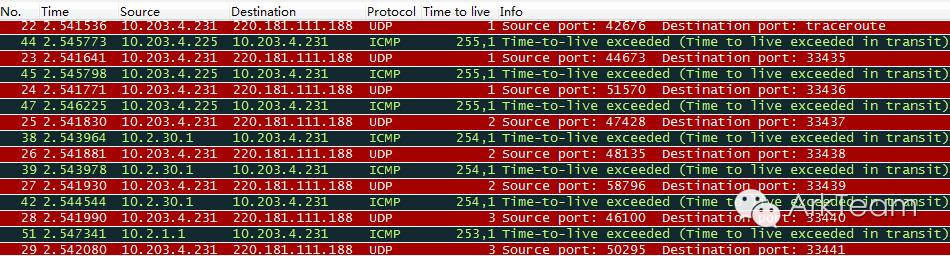 No. Time Source Destination Protocol Time to live Info
22 2.541536 10.203.4.231 220.181.111.188 UDP 1 Source port: 42676 Destination port: traceroute
44 2.545773 10.203.4.225 10.203.4.231 ICMP 255,1 Time-to-live exceeded (Time to live exceeded in transit)
23 2.541641 10.203.4.231 220.181.111.188 UDP 1 Source port: 44673 Destination port: 33435
45 2.545798 10.203.4.225 10.203.4.231 ICMP 255,1 Time-to-live exceeded (Time to live exceeded in transit)
24 2.541771 10.203.4.231 220.181.111.188 UDP 1 Source port: 51570 Destination port: 33436
47 2.546225 10.203.4.225 10.203.4.231 ICMP 255,1 Time-to-live exceeded (Time to live exceeded in transit)
25 2.541830 10.203.4.231 220.181.111.188 UDP 2 Source port: 47428 Destination port: 33437
38 2.543964 10.2.30.1 10.203.4.231 ICMP 254,1 Time-to-live exceeded (Time to live exceeded in transit)
26 2.541881 10.203.4.231 220.181.111.188 UDP 2 Source port: 48135 Destination port: 33438
39 2.543978 10.2.30.1 10.203.4.231 ICMP 254,1 Time-to-live exceeded (Time to live exceeded in transit)
27 2.541930 10.203.4.231 220.181.111.188 UDP 2 Source port: 58796 Destination port: 33439
42 2.544544 10.2.30.1 10.203.4.231 ICMP 254,1 Time-to-live exceeded (Time to live exceeded in transit)
28 2.541990 10.203.4.231 220.181.111.188 UDP 3 Source port: 46100 Destination port: 33440
51 2.547341 10.2.1.1 10.203.4.231 ICMP 253,1 Time-to-live exceeded (Time to live exceeded in transit)
29 2.542080 10.203.4.231 220.181.111.188 UDP 3 Source port: 50295 Destination port: 33441
ArkTeam